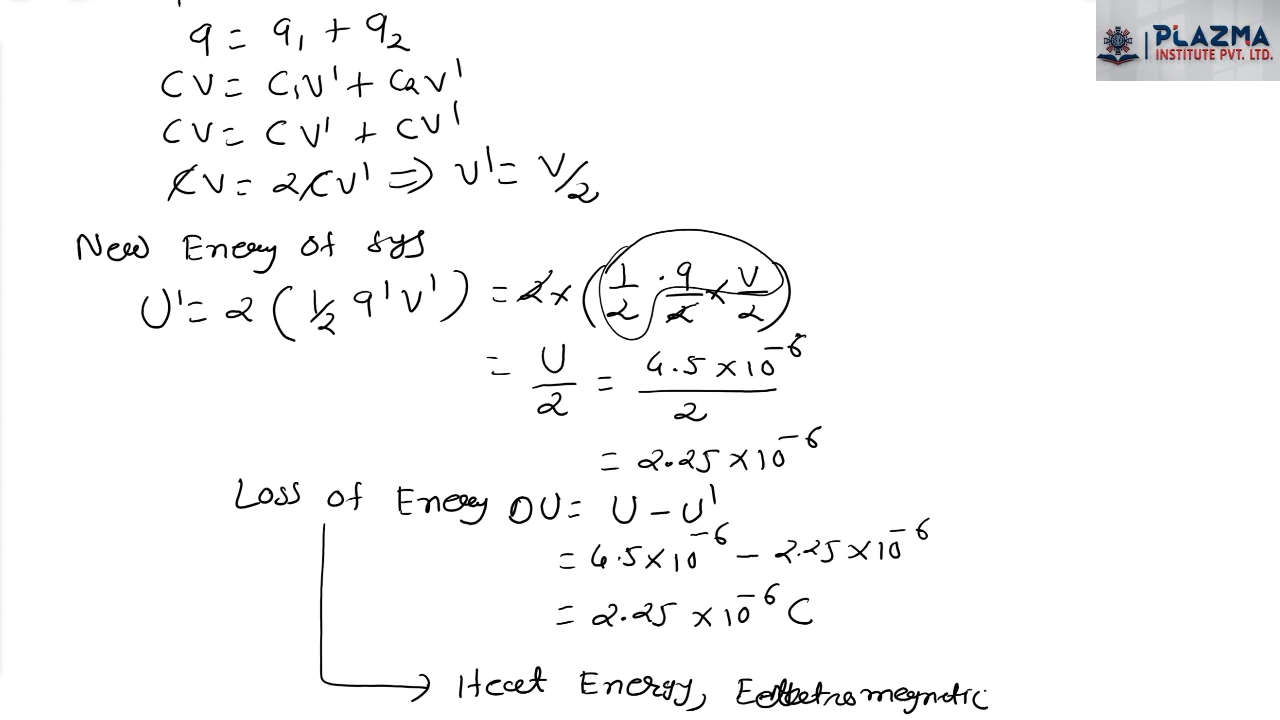 PLAZMA
INSTITUTE PVT. LTD.
q = q₁ + q₂
CV = C₁V' + C₂V'
CV = CV' + CV'
CV = 2CV' ⇒ V' = V/2
New Energy of sys
U' = 2 ( 1/2 q'V' ) = 2 × ( 1/2 · q/2 × V/2 )
= U/2 = 4.5 × 10⁻⁶ / 2
= 2.25 × 10⁻⁶
Loss of Energy DU = U − U'
= 4.5 × 10⁻⁶ − 2.25 × 10⁻⁶
= 2.25 × 10⁻⁶ C
Heat Energy,